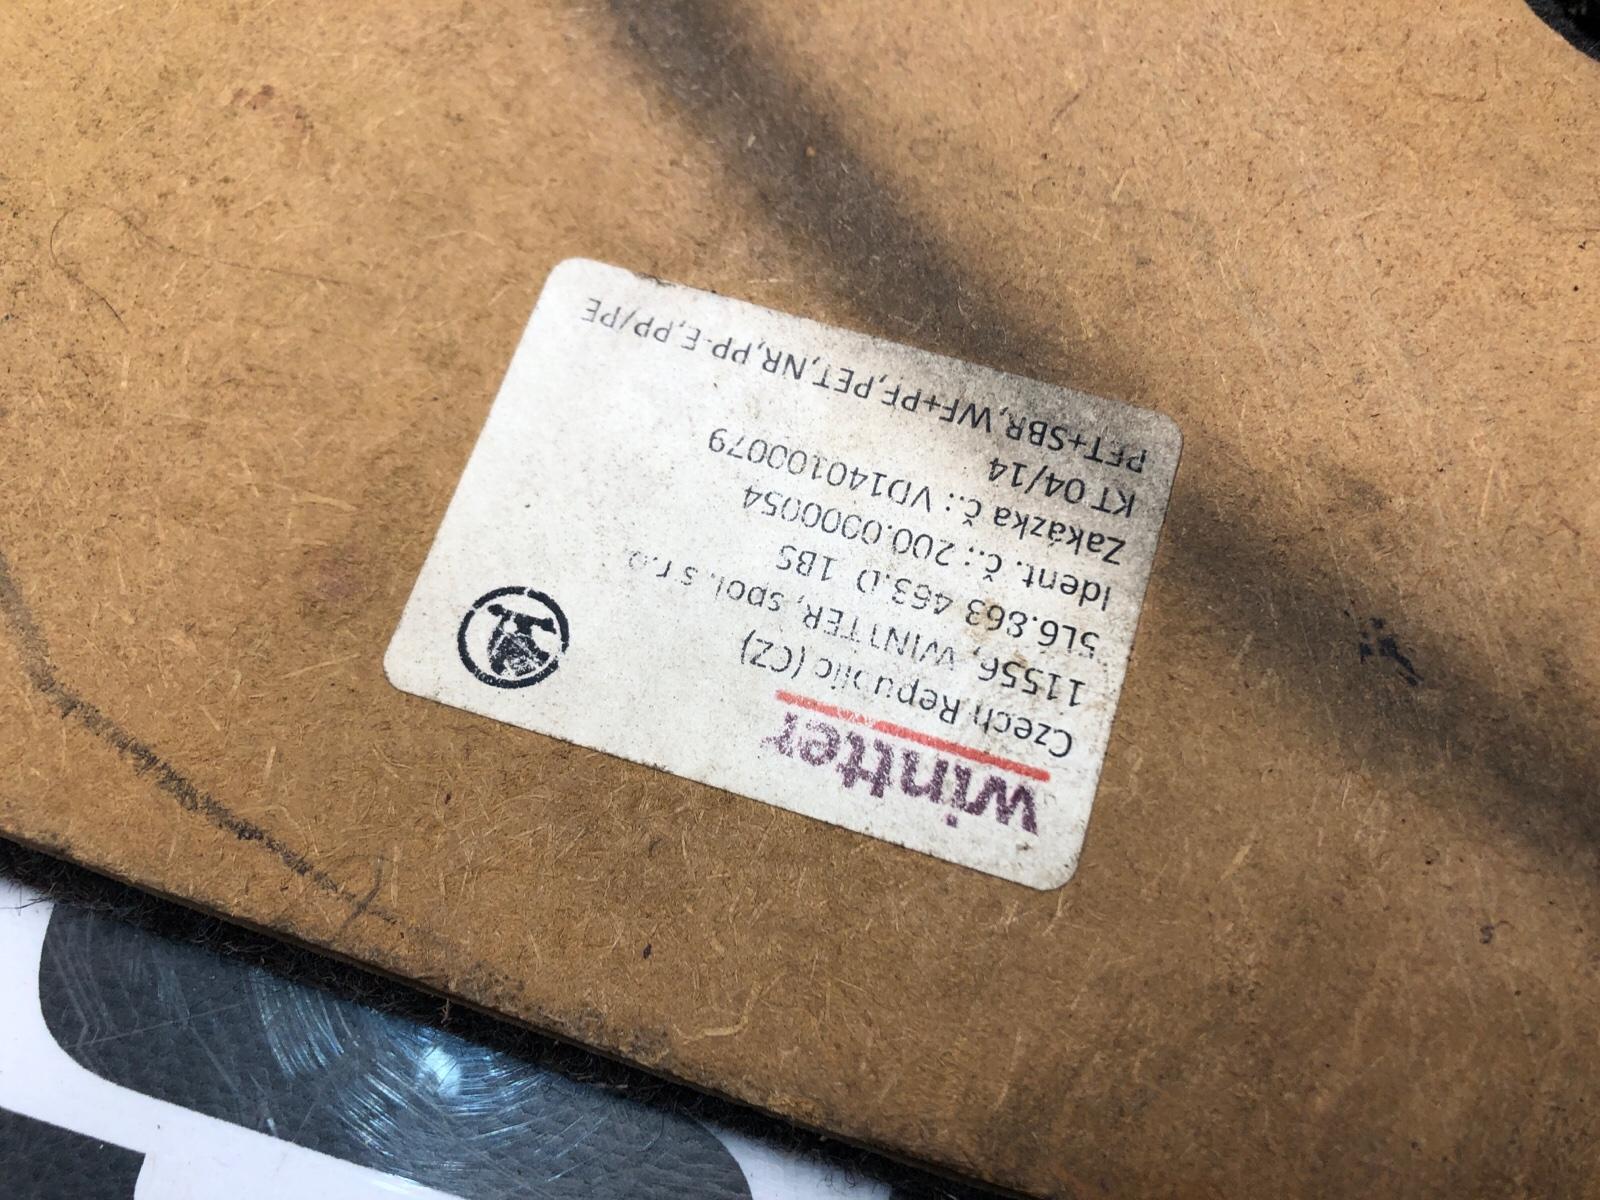 wintter
Czech Republic (CZ)
11556, WINTTER, spol. s r.o.
5L6.863 463.D 1BS
Ident. č.: 200.0000054
Zakázka č.: VD140100079
KT 04/14
PET+SBR, WF+PF,PET,NR,PP-E,PP/PE